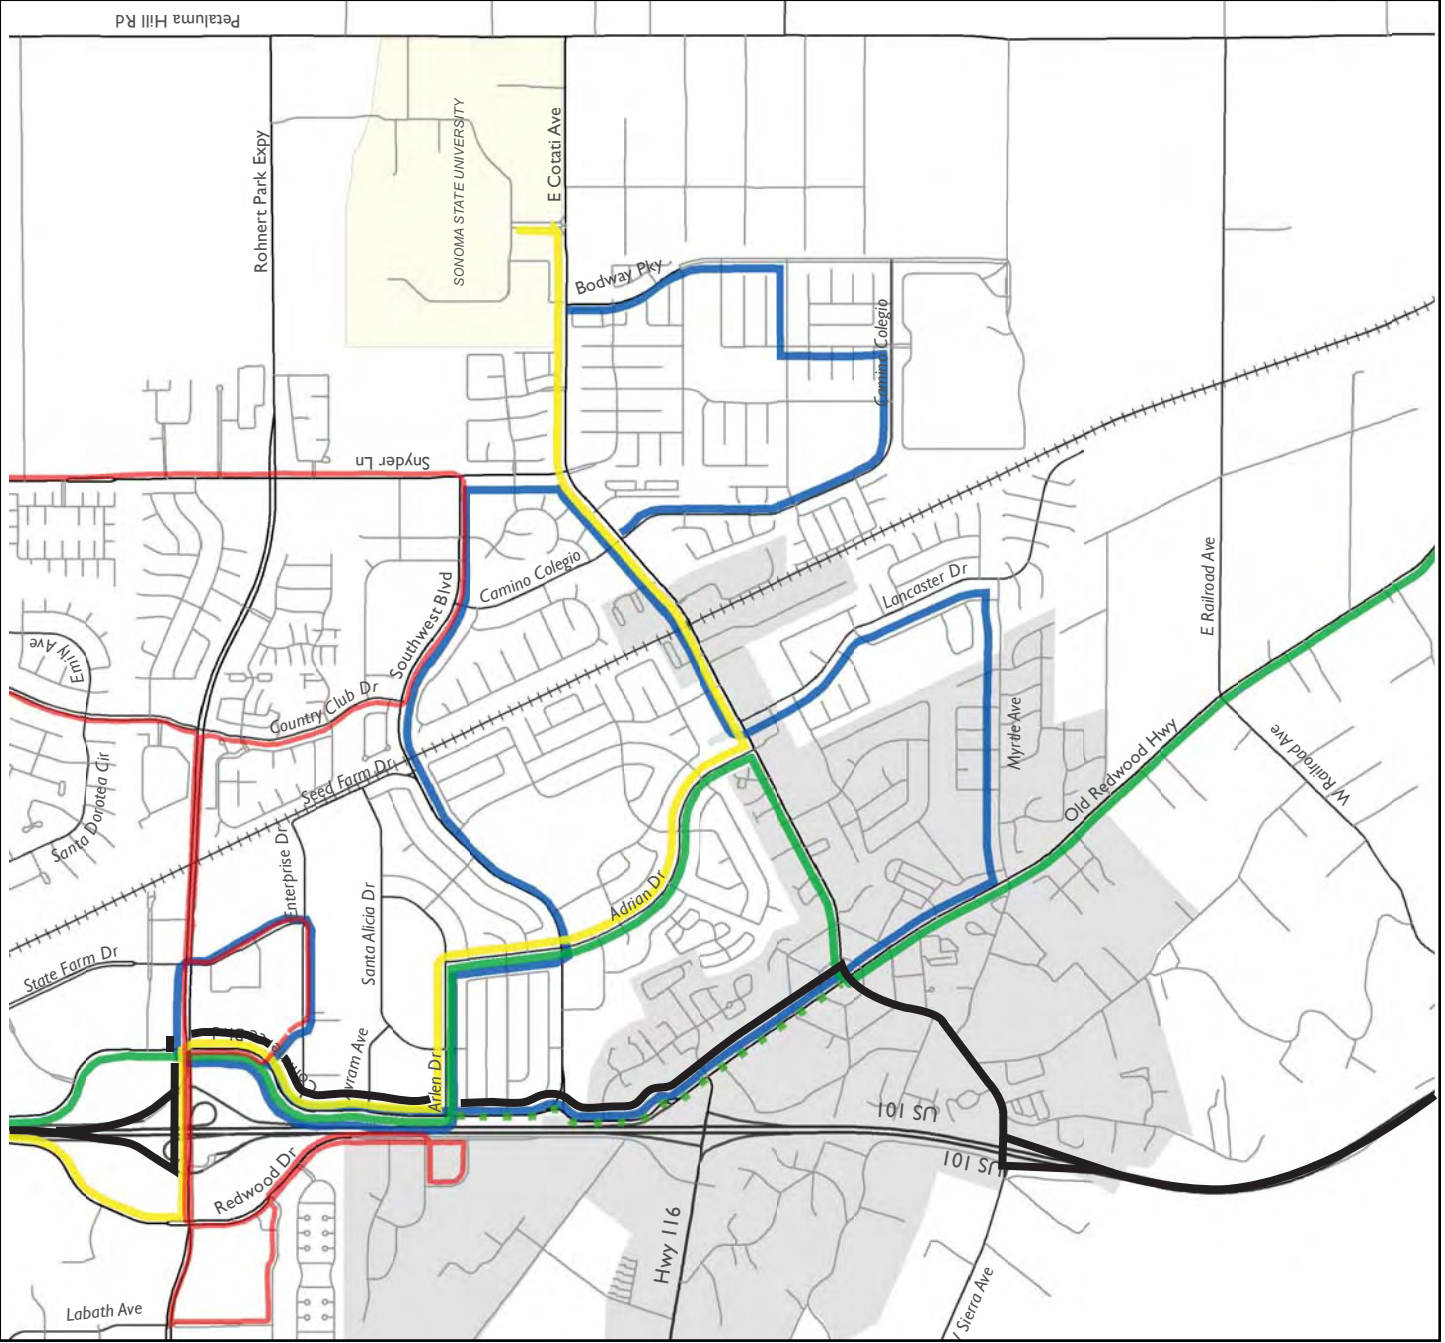 Petaluma Hill Rd
Rohnert Park Expy
SONOMA STATE UNIVERSITY
E Cotati Ave
Bodway Pky
Camino Colegio
Snyder Ln
Camino Colegio
Southwest Blvd
Lancaster Dr
E Railroad Ave
Emily Ave
Country Club Dr
Myrtle Ave
Old Redwood Hwy
W Railroad Ave
Santa Dorotea Cir
Seed Farm Dr
Enterprise Dr
Santa Alicia Dr
Adrian Dr
State Farm Dr
Arlen Dr
US 101
US 101
Redwood Dr
Hwy 116
Labath Ave
Sierra Ave